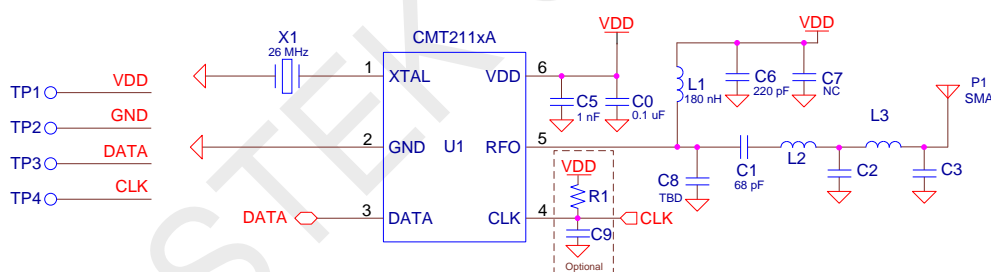 X1
26 MHz
CMT211xA
VDD
VDD
TP1
VDD
TP2
GND
TP3
DATA
TP4
CLK
1
XTAL
VDD
6
C5
1 nF
C0
0.1 uF
L1
180 nH
C6
220 pF
C7
NC
P1
SMA
2
GND
U1
RFO
5
C1
68 pF
L2
L3
C8
TBD
C2
C3
VDD
R1
DATA
3
DATA
CLK
4
CLK
C9
Optional
STEK